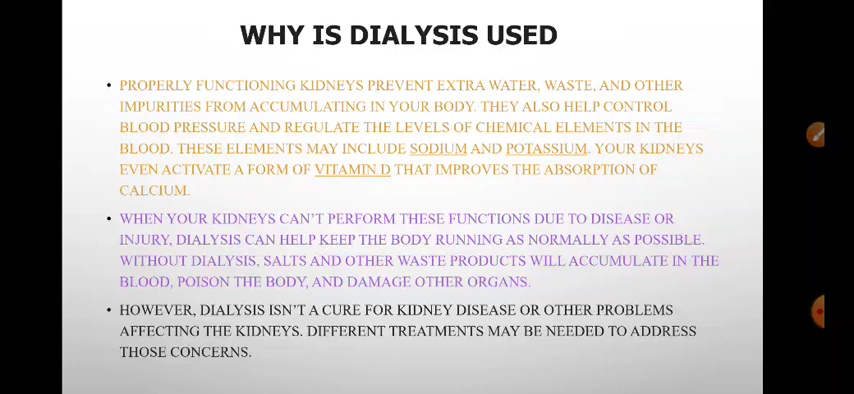 WHY IS DIALYSIS USED
• PROPERLY FUNCTIONING KIDNEYS PREVENT EXTRA WATER, WASTE, AND OTHER
IMPURITIES FROM ACCUMULATING IN YOUR BODY. THEY ALSO HELP CONTROL
BLOOD PRESSURE AND REGULATE THE LEVELS OF CHEMICAL ELEMENTS IN THE
BLOOD. THESE ELEMENTS MAY INCLUDE SODIUM AND POTASSIUM. YOUR KIDNEYS
EVEN ACTIVATE A FORM OF VITAMIN D THAT IMPROVES THE ABSORPTION OF
CALCIUM.
• WHEN YOUR KIDNEYS CAN'T PERFORM THESE FUNCTIONS DUE TO DISEASE OR
INJURY, DIALYSIS CAN HELP KEEP THE BODY RUNNING AS NORMALLY AS POSSIBLE.
WITHOUT DIALYSIS, SALTS AND OTHER WASTE PRODUCTS WILL ACCUMULATE IN THE
BLOOD, POISON THE BODY, AND DAMAGE OTHER ORGANS.
• HOWEVER, DIALYSIS ISN'T A CURE FOR KIDNEY DISEASE OR OTHER PROBLEMS
AFFECTING THE KIDNEYS. DIFFERENT TREATMENTS MAY BE NEEDED TO ADDRESS
THOSE CONCERNS.